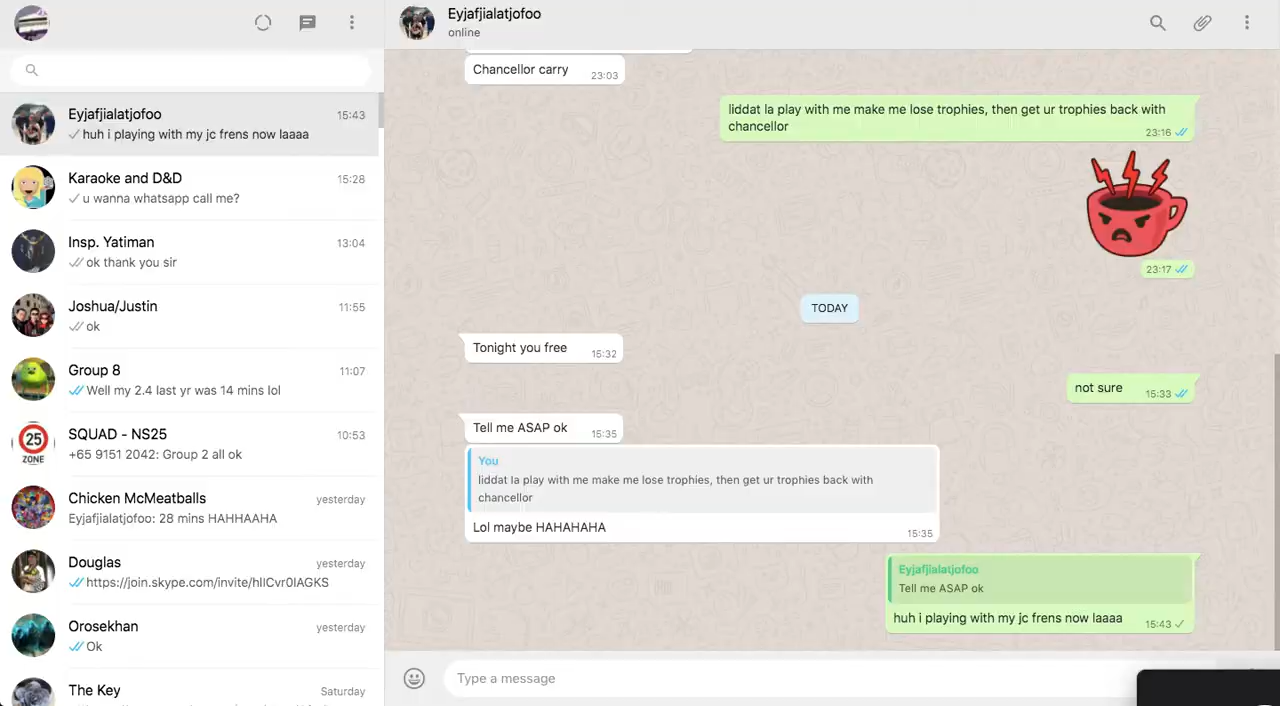 Eyjafjialatjofoo
15:43
huh i playing with my jc frens now laaaa
Karaoke and D&D
15:28
u wanna whatsapp call me?
Insp. Yatiman
13:04
ok thank you sir
Joshua/Justin
11:55
ok
Group 8
11:07
Well my 2.4 last yr was 14 mins lol
25
ZONE
SQUAD - NS25
10:53
+65 9151 2042: Group 2 all ok
Chicken McMeatballs
yesterday
Eyjafjialatjofoo: 28 mins HAHHAAHA
Douglas
yesterday
https://join.skype.com/invite/hIlCvr0IAGKS
Orosekhan
yesterday
Ok
The Key
Saturday
Eyjafjialatjofoo
online
Chancellor carry
23:03
liddat la play with me make me lose trophies, then get ur trophies back with
chancellor
23:16
23:17
TODAY
Tonight you free
15:32
not sure
15:33
Tell me ASAP ok
15:35
You
liddat la play with me make me lose trophies, then get ur trophies back with
chancellor
Lol maybe HAHAHAHA
15:35
Eyjafjialatjofoo
Tell me ASAP ok
huh i playing with my jc frens now laaaa
15:43
Type a message